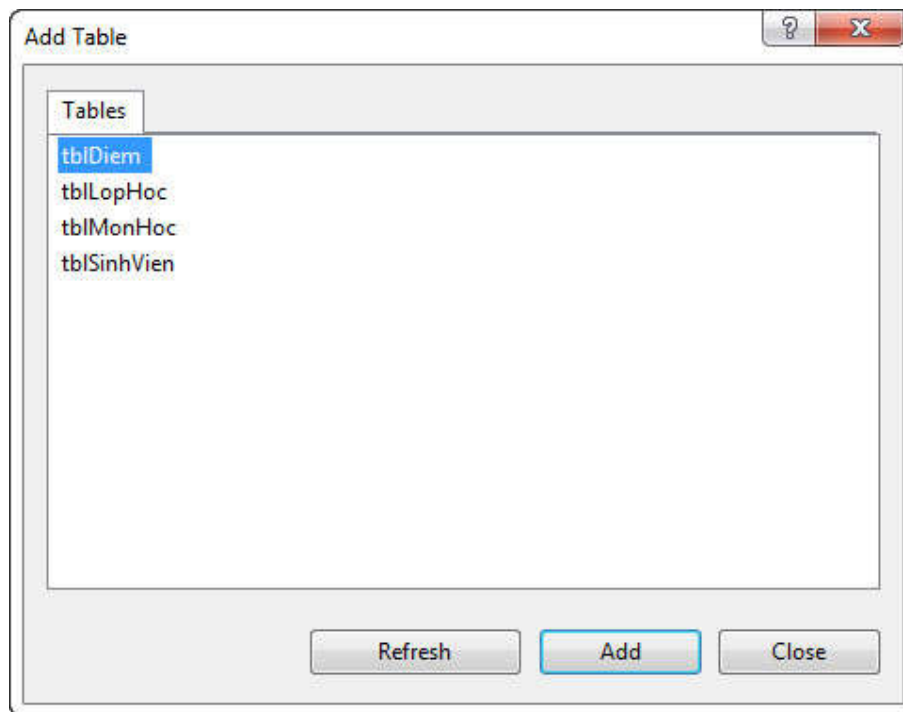 Add Table
Tables
tblDiem
tblLopHoc
tblMonHoc
tblSinhVien
Refresh Add Close